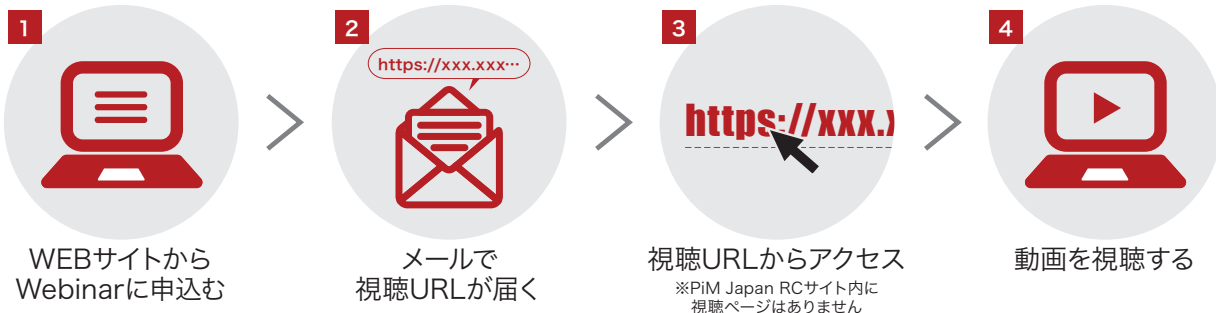 1
WEBサイトから
Webinarに申込む
2
https://xxx.xxx…
メールで
視聴URLが届く
3
https://xxx.x
視聴URLからアクセス
※PiM Japan RCサイト内に
視聴ページはありません
4
動画を視聴する